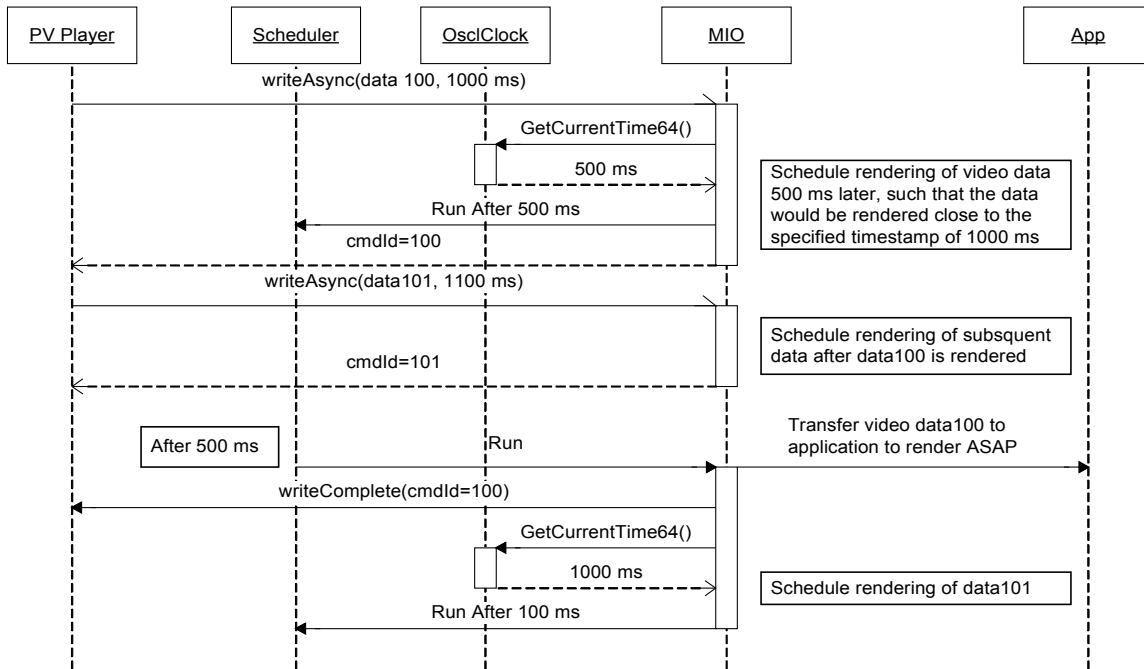 PV Player
Scheduler
OsclClock
MIO
App
writeAsync(data 100, 1000 ms)
GetCurrentTime64()
500 ms
Schedule rendering of video data
500 ms later, such that the data
would be rendered close to the
specified timestamp of 1000 ms
Run After 500 ms
cmdId=100
writeAsync(data101, 1100 ms)
Schedule rendering of subsquent
data after data100 is rendered
cmdId=101
After 500 ms
Run
Transfer video data100 to
application to render ASAP
writeComplete(cmdId=100)
GetCurrentTime64()
1000 ms
Schedule rendering of data101
Run After 100 ms